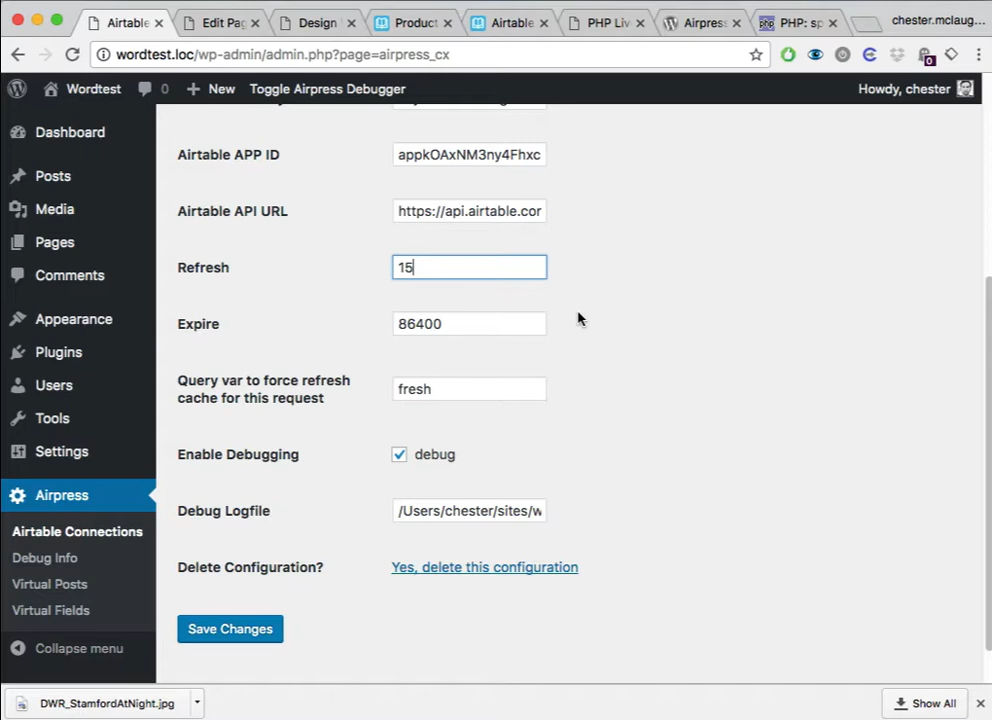 Airtable
Edit Pag
Design
Product
Airtable
PHP Liv
Airpress
PHP: sp
chester.mclaug...
wordtest.loc/wp-admin/admin.php?page=airpress_cx
Wordtest
0
New
Toggle Airpress Debugger
Howdy, chester
Dashboard
Posts
Media
Pages
Comments
Appearance
Plugins
Users
Tools
Settings
Airpress
Airtable Connections
Debug Info
Virtual Posts
Virtual Fields
Collapse menu
Airtable APP ID
appkOAxNM3ny4Fhxc
Airtable API URL
https://api.airtable.cor
Refresh
15
Expire
86400
Query var to force refresh
cache for this request
fresh
Enable Debugging
debug
Debug Logfile
/Users/chester/sites/w
Delete Configuration?
Yes, delete this configuration
Save Changes
DWR_StamfordAtNight.jpg
Show All